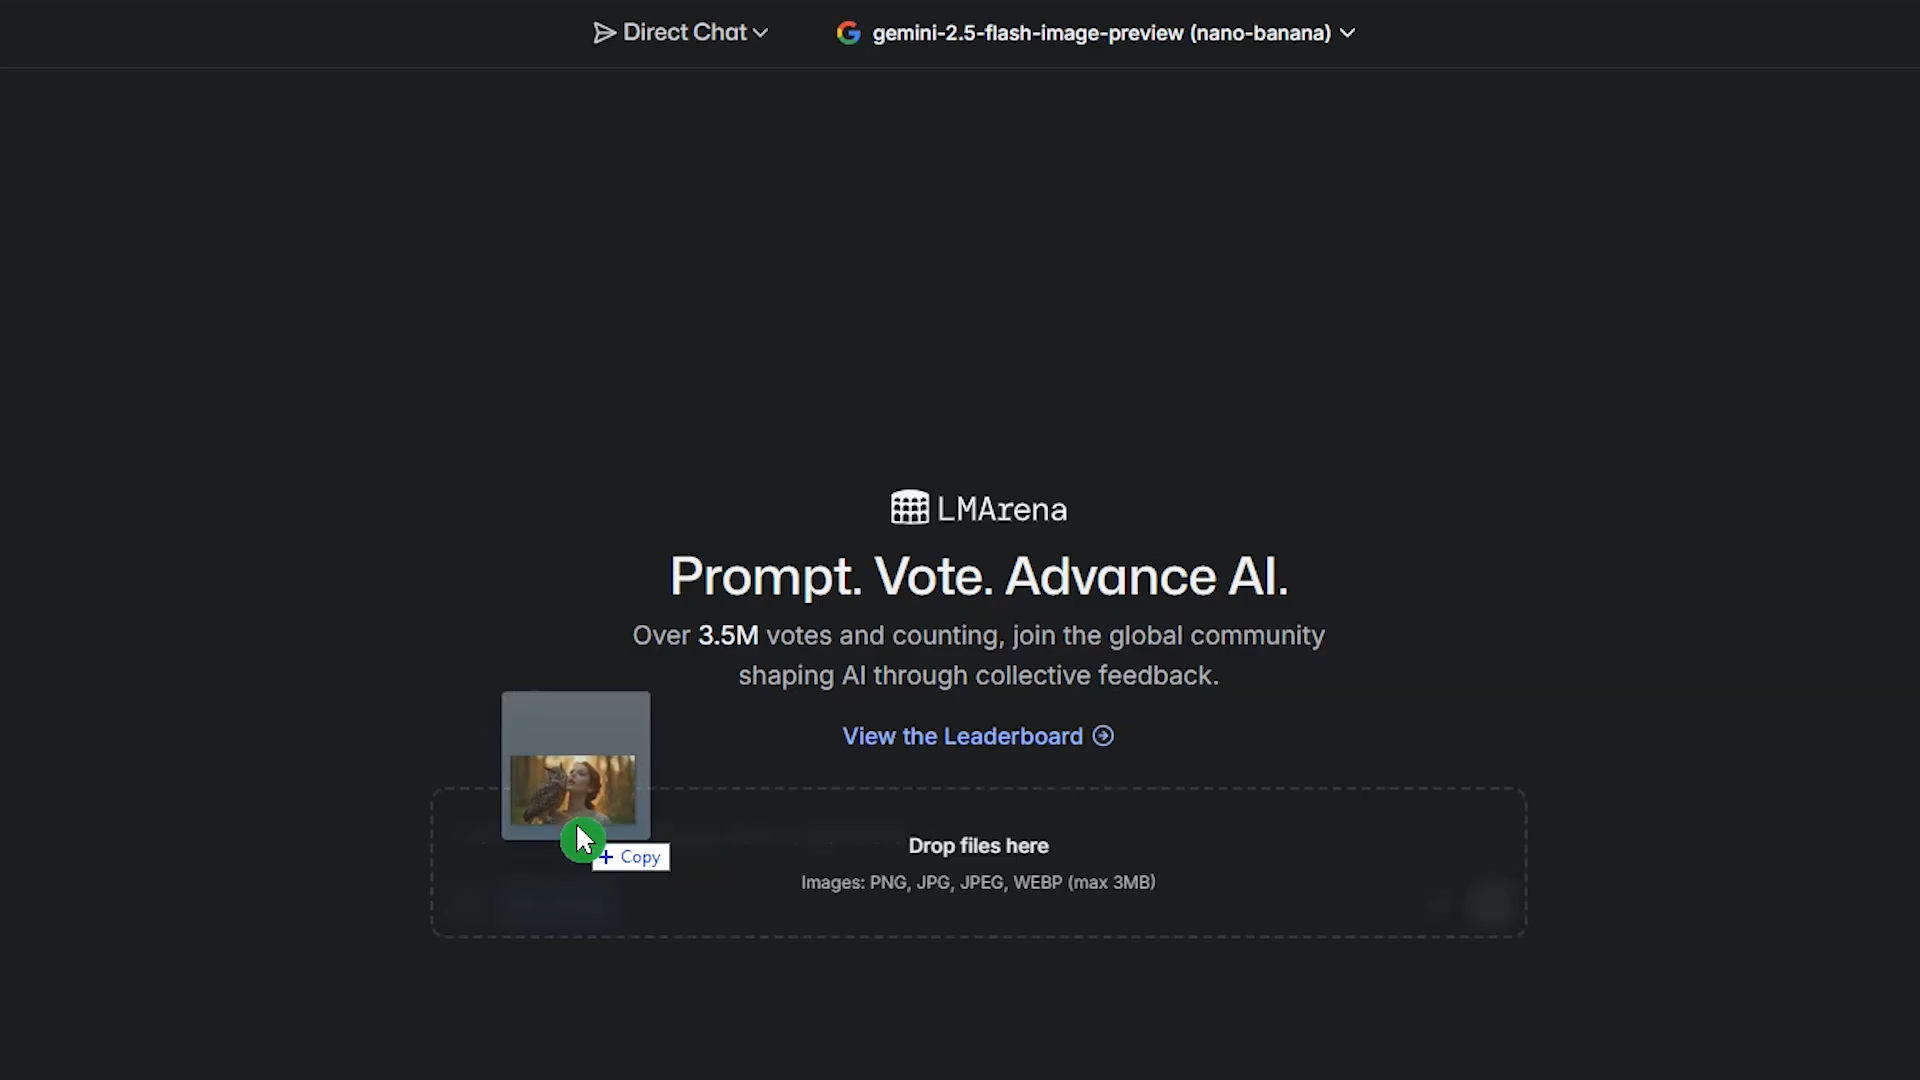 Direct Chat
gemini-2.5-flash-image-preview (nano-banana)
LMArena
Prompt. Vote. Advance AI.
Over 3.5M votes and counting, join the global community
shaping AI through collective feedback.
View the Leaderboard
Drop files here
+ Copy
Images: PNG, JPG, JPEG, WEBP (max 3MB)